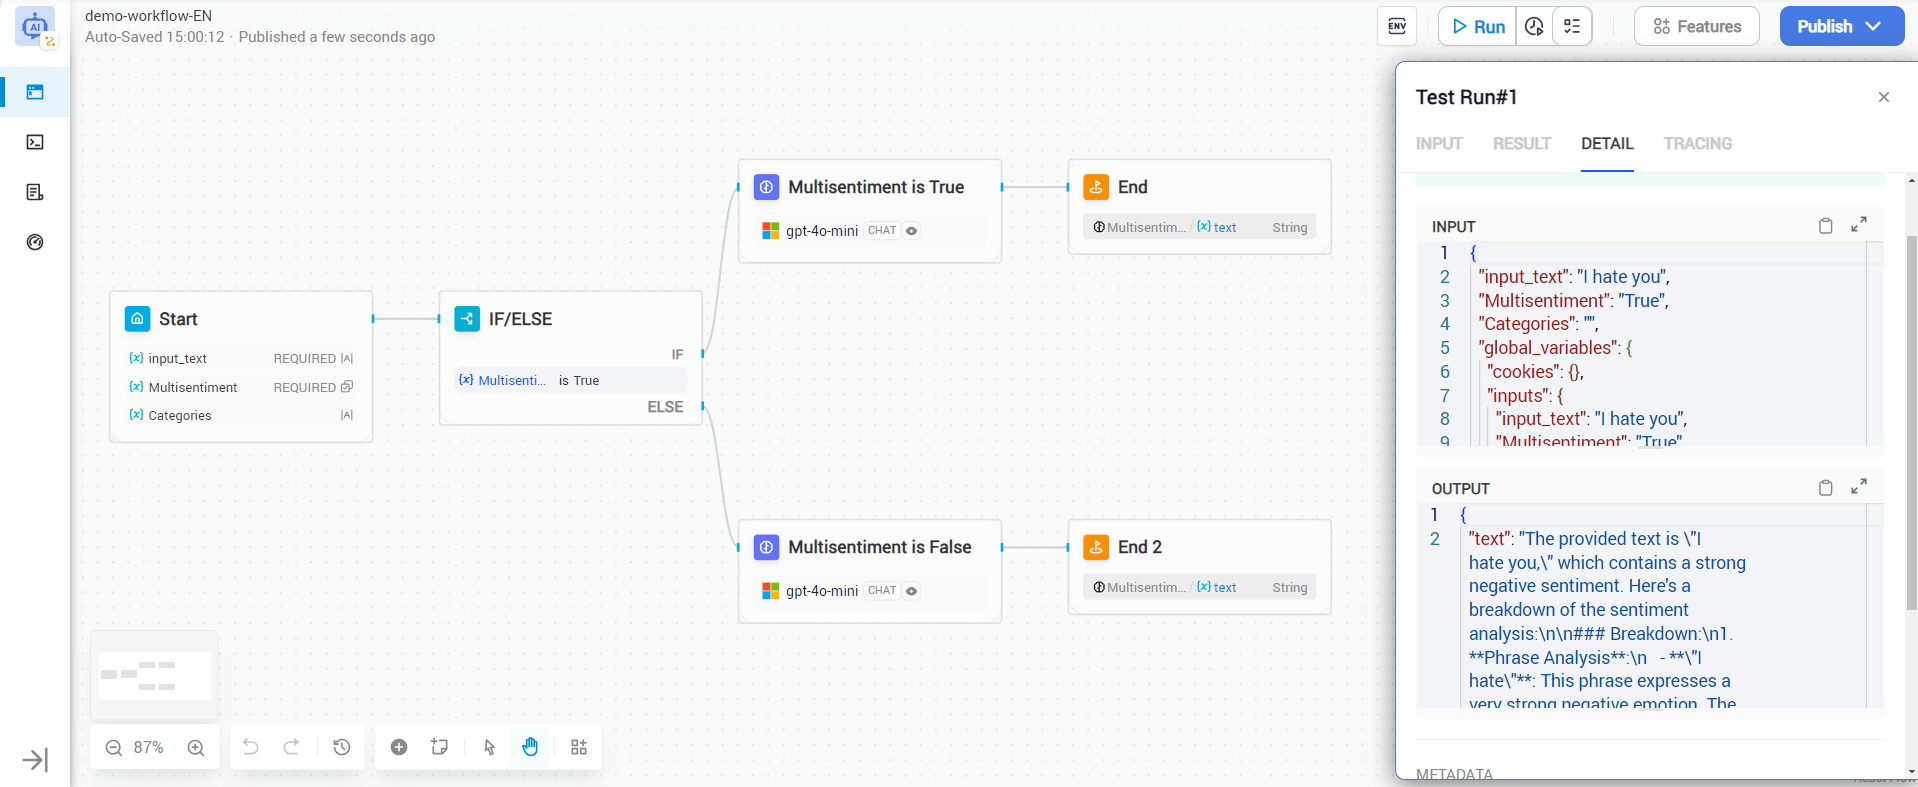 demo-workflow-EN
Auto-Saved 15:00:12 · Published a few seconds ago
AI
ENV
Run
Features
Publish
Start
{x} input_text REQUIRED
{x} Multisentiment REQUIRED
{x} Categories
IF/ELSE
IF
{x} Multisenti... is True
ELSE
Multisentiment is True
gpt-4o-mini CHAT
End
Multisentim... / {x} text String
Multisentiment is False
gpt-4o-mini CHAT
End 2
Multisentim... / {x} text String
87%
Test Run#1
INPUT RESULT DETAIL TRACING
INPUT
1 {
2 "input_text": "I hate you",
3 "Multisentiment": "True",
4 "Categories": "",
5 "global_variables": {
6 "cookies": {},
7 "inputs": {
8 "input_text": "I hate you",
9 "Multisentiment": "True"
OUTPUT
1 {
2 "text": "The provided text is \"I
hate you,\" which contains a strong
negative sentiment. Here's a
breakdown of the sentiment
analysis:\n\n### Breakdown:\n1.
**Phrase Analysis**:\n   - **\"I
hate\"**: This phrase expresses a
very strong negative emotion. The
METADATA